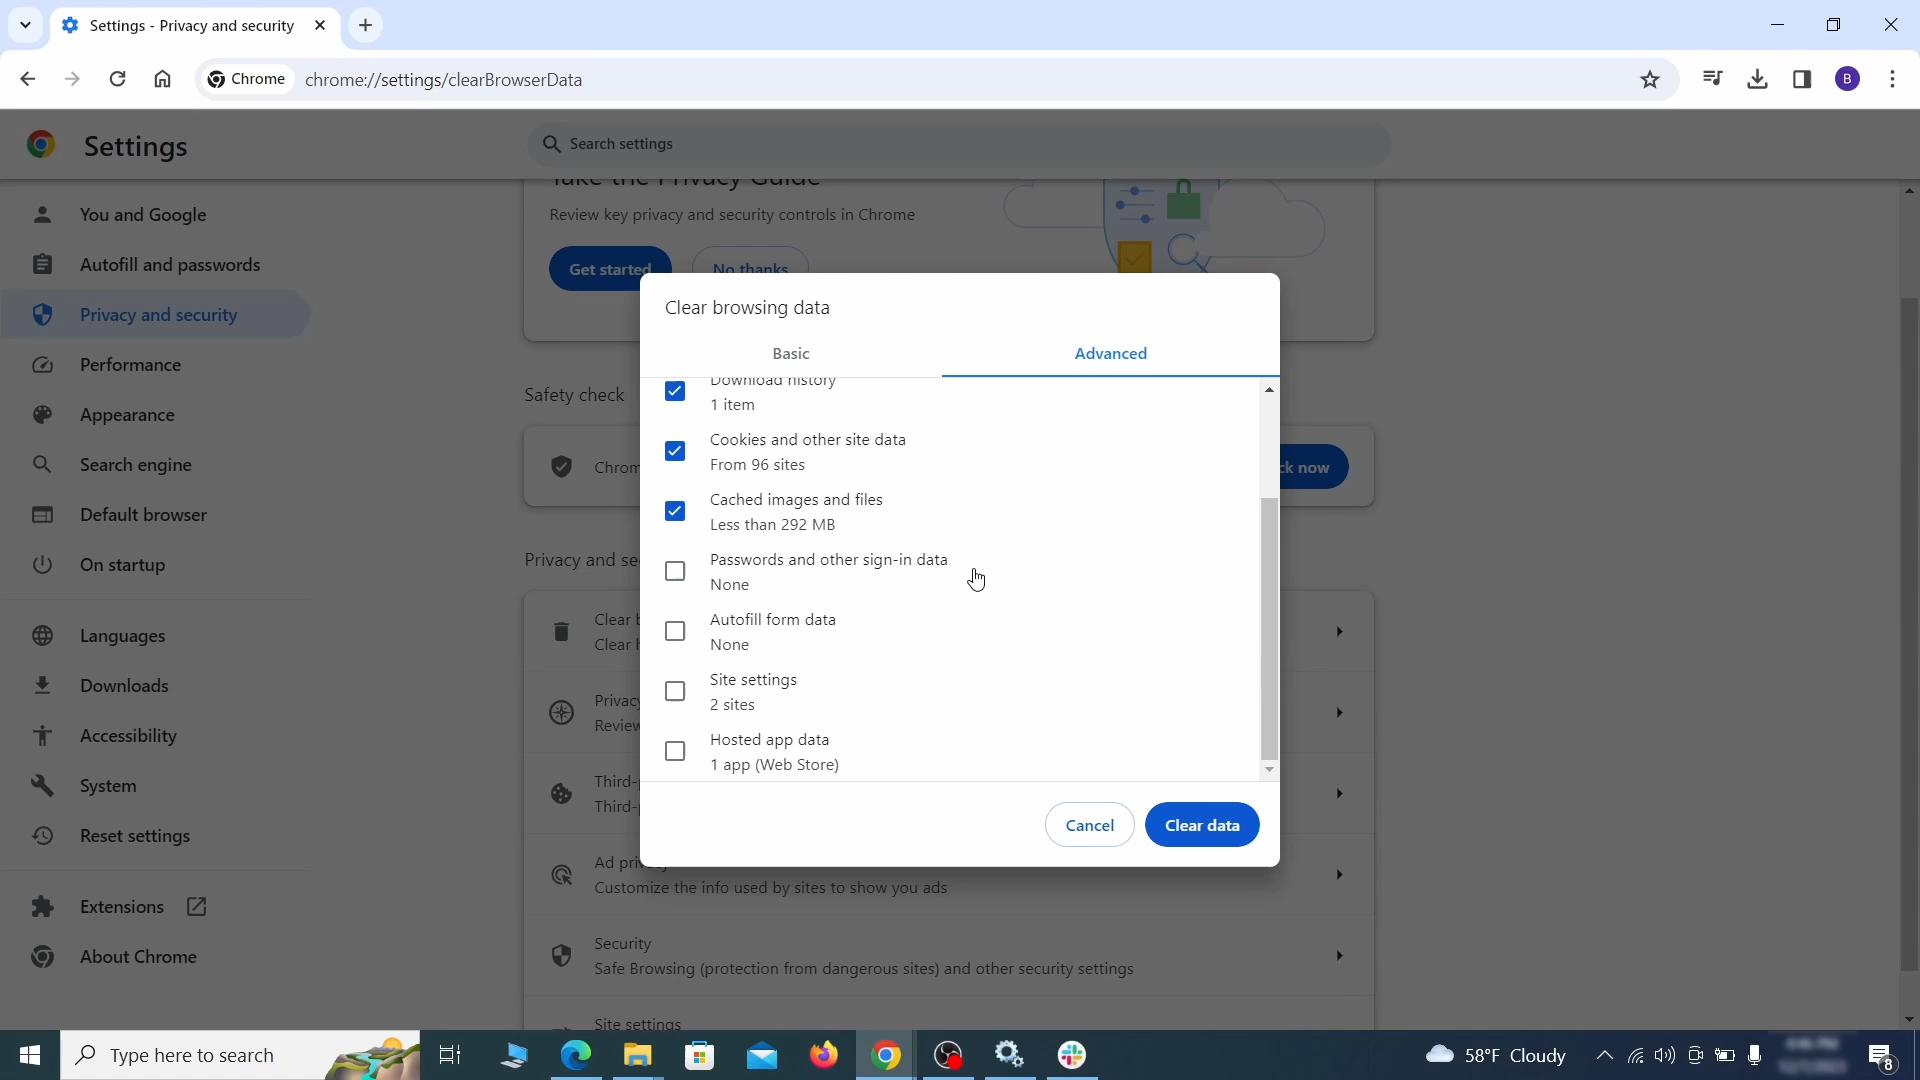 Settings - Privacy and security
Chrome
chrome://settings/clearBrowserData
B
Settings
Search settings
You and Google
Autofill and passwords
Privacy and security
Performance
Appearance
Search engine
Default browser
On startup
Languages
Downloads
Accessibility
System
Reset settings
Extensions
About Chrome
Take the Privacy Guide
Review key privacy and security controls in Chrome
Get started
No thanks
Safety check
Chrom
ck now
Privacy and se
Clear b
Clear h
Privacy
Review
Third-p
Third-p
Ad privacy
Customize the info used by sites to show you ads
Security
Safe Browsing (protection from dangerous sites) and other security settings
Site settings
Clear browsing data
Basic
Advanced
Download history
1 item
Cookies and other site data
From 96 sites
Cached images and files
Less than 292 MB
Passwords and other sign-in data
None
Autofill form data
None
Site settings
2 sites
Hosted app data
1 app (Web Store)
Cancel
Clear data
Type here to search
58°F Cloudy
8